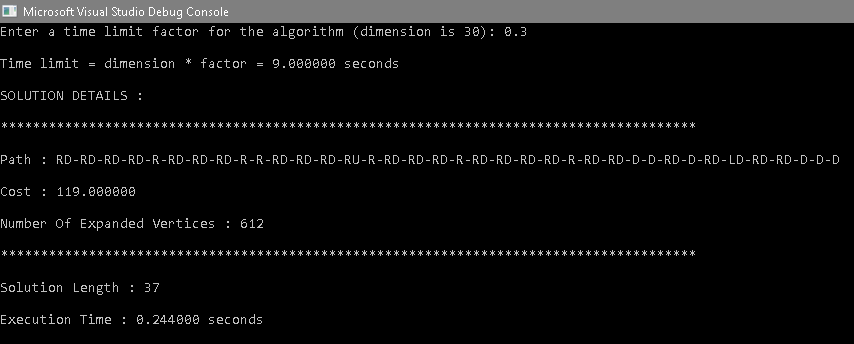 Microsoft Visual Studio Debug Console
Enter a time limit factor for the algorithm (dimension is 30): 0.3
Time limit = dimension * factor = 9.000000 seconds
SOLUTION DETAILS :
***************************************************************************************
Path : RD-RD-RD-RD-R-RD-RD-RD-R-R-RD-RD-RD-RU-R-RD-RD-RD-R-RD-RD-RD-RD-R-RD-RD-D-D-RD-D-RD-LD-RD-RD-D-D-D
Cost : 119.000000
Number Of Expanded Vertices : 612
***************************************************************************************
Solution Length : 37
Execution Time : 0.244000 seconds